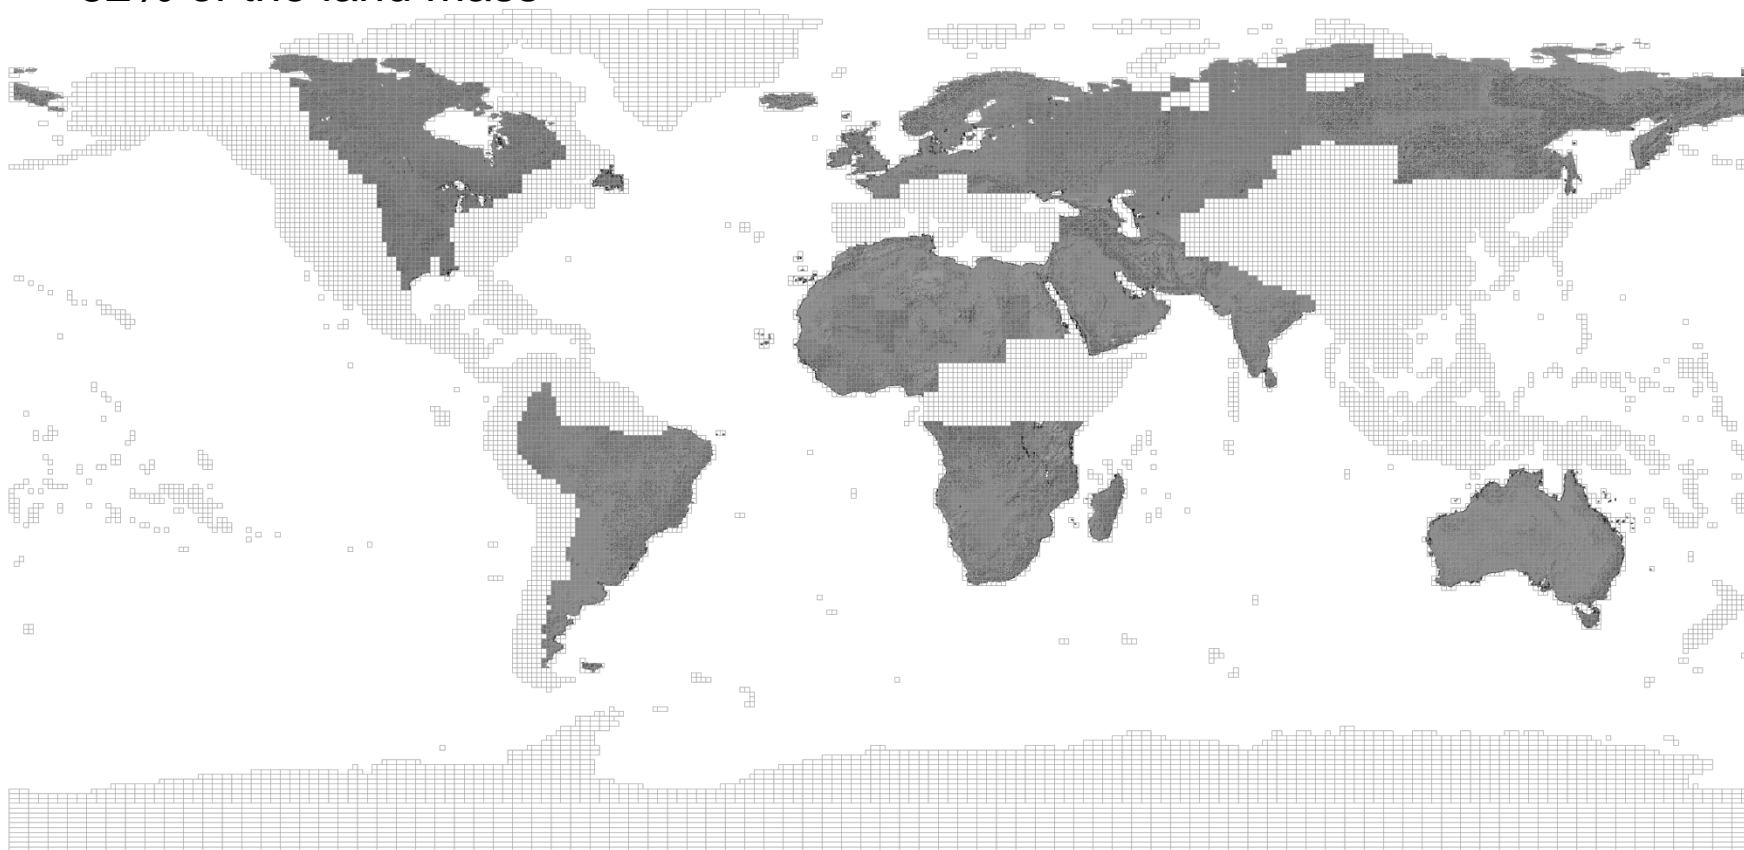 of the land mass